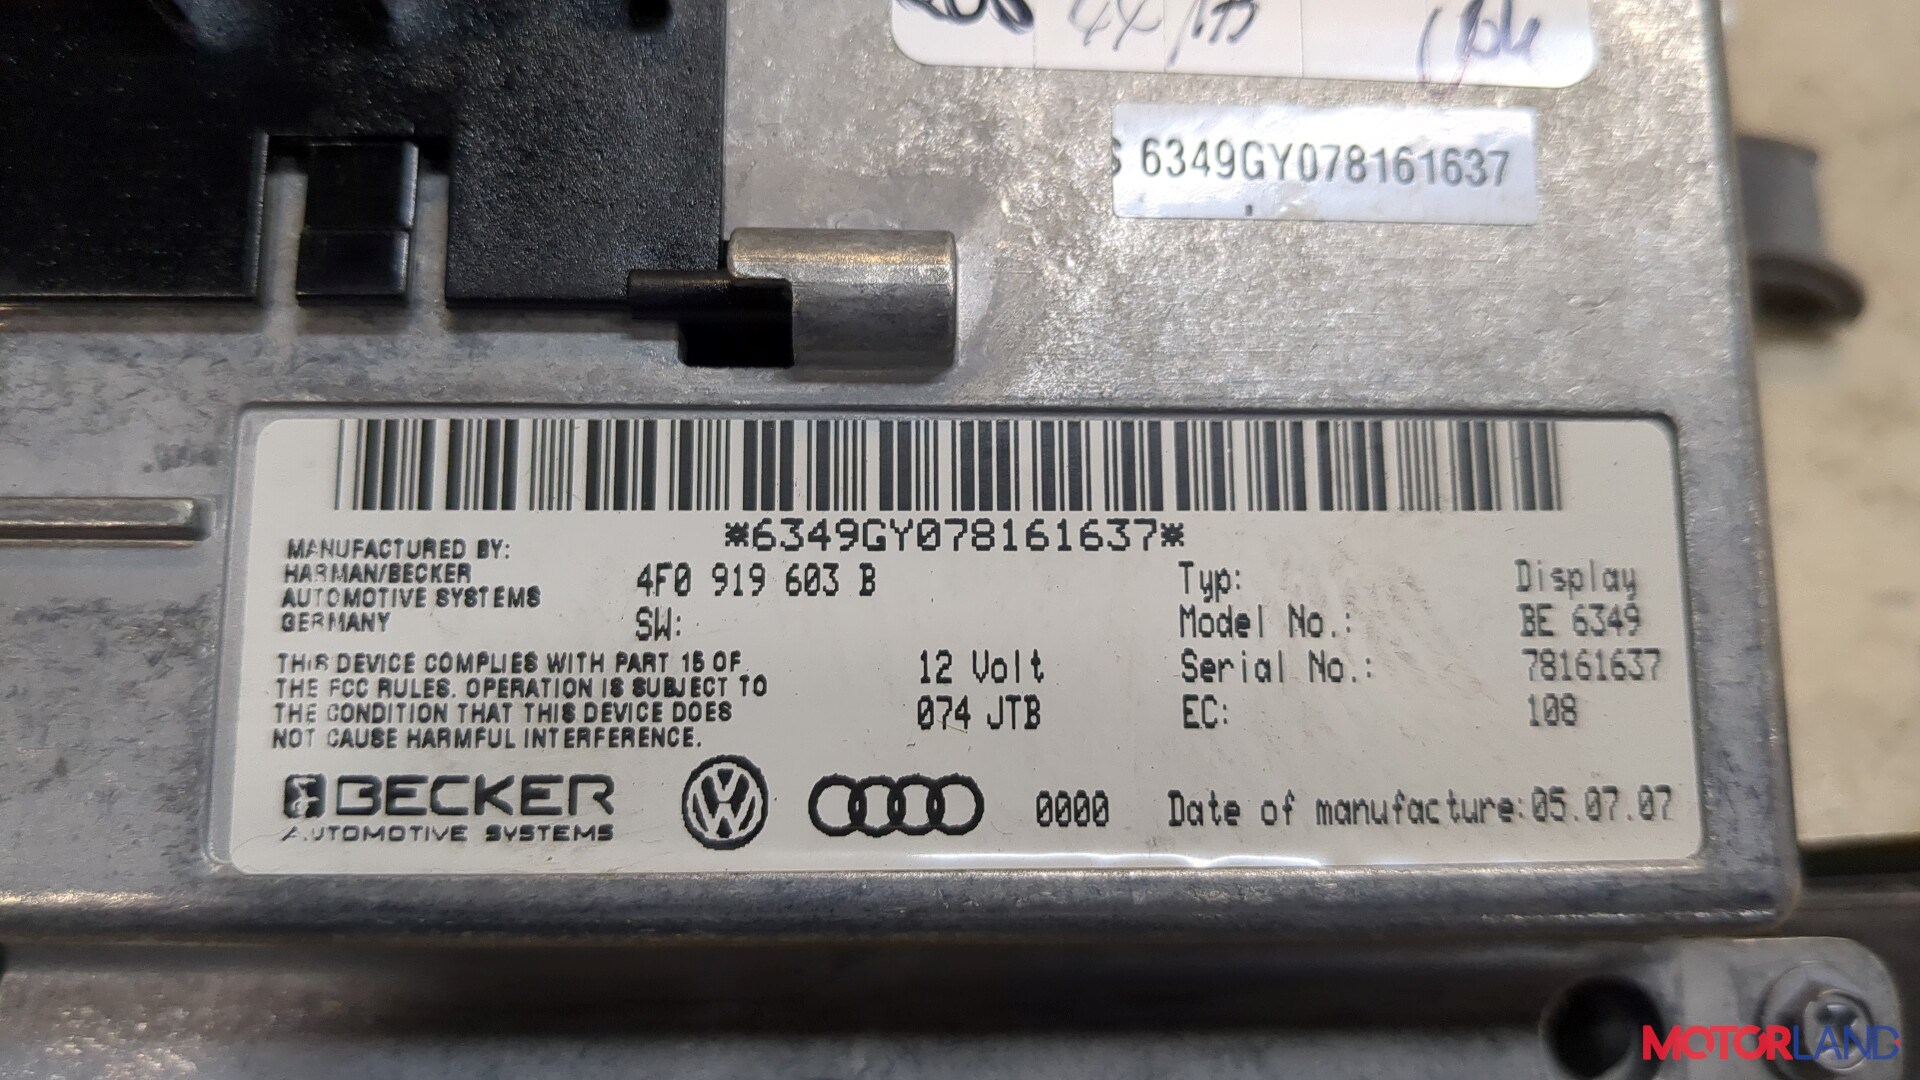 6349GY078161637
*6349GY078161637*
MANUFACTURED BY:
HARMAN/BECKER
AUTOMOTIVE SYSTEMS
GERMANY
4F0 919 603 B
SW:
Typ: Display
Model No.: BE 6349
Serial No.: 78161637
EC: 108
THIS DEVICE COMPLIES WITH PART 15 OF
THE FCC RULES. OPERATION IS SUBJECT TO
THE CONDITION THAT THIS DEVICE DOES
NOT CAUSE HARMFUL INTERFERENCE.
12 Volt
074 JTB
BECKER
AUTOMOTIVE SYSTEMS
0000
Date of manufacture: 05.07.07
MOTORLAND